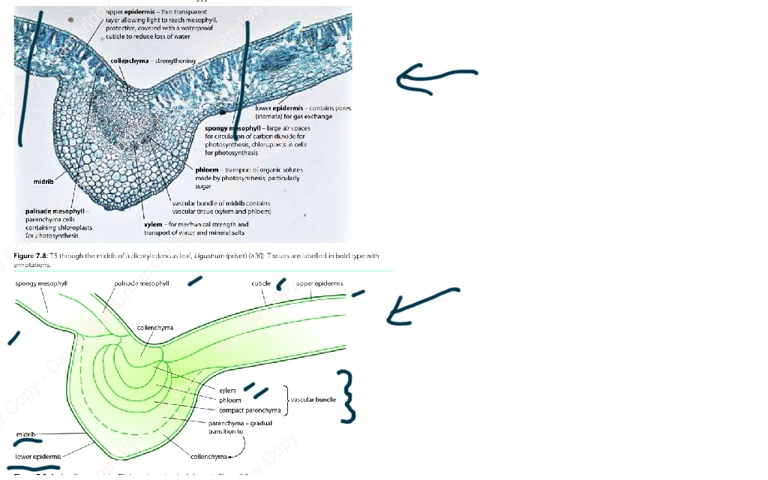 upper epidermis – thin transparent
layer allowing light to reach mesophyll,
protective, covered with a waterproof
cuticle to reduce loss of water
collenchyma – strengthening
lower epidermis – contains pores
(stomata) for gas exchange
spongy mesophyll – large air spaces
for circulation of carbon dioxide for
photosynthesis, chloroplasts in cells
for photosynthesis
phloem – transport of organic solutes
made by photosynthesis, particularly
sugar
midrib
vascular bundle of midrib contains
vascular tissue (xylem and phloem)
palisade mesophyll –
parenchyma cells
containing chloroplasts
for photosynthesis
xylem – for mechanical strength and
transport of water and mineral salts
Figure 7.8: TS through the midrib of a dicotyledonous leaf, Ligustrum (privet) (×50). Tissues are labelled in bold type with
annotations.
spongy mesophyll palisade mesophyll cuticle upper epidermis
collenchyma
xylem
phloem
compact parenchyma
vascular bundle
parenchyma – gradual
transition to
midrib
lower epidermis
collenchyma